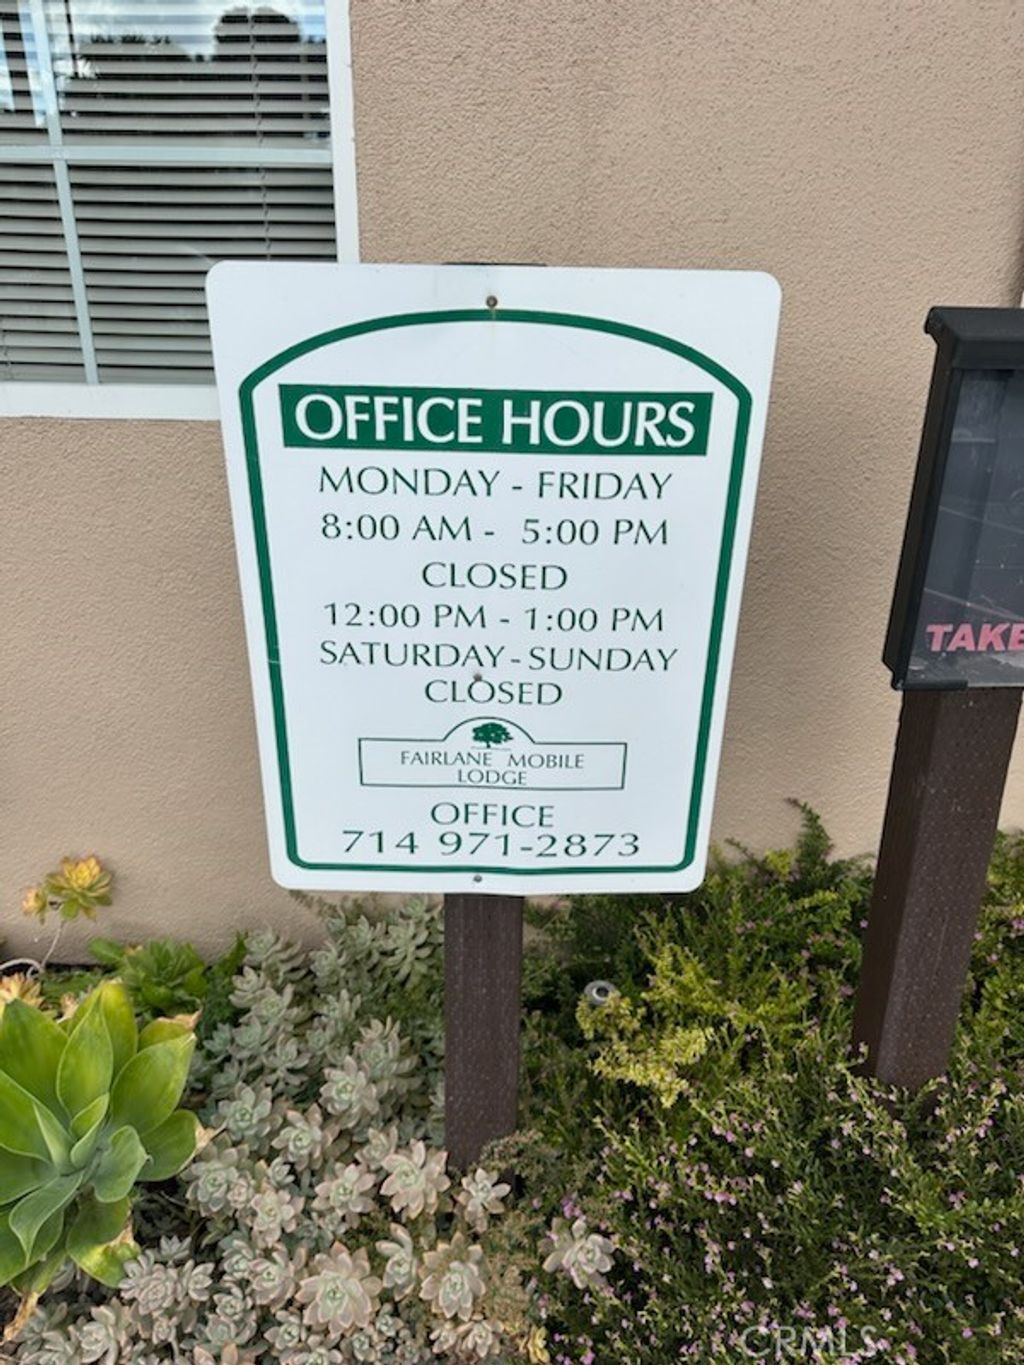 OFFICE HOURS
MONDAY - FRIDAY
8:00 AM - 5:00 PM
CLOSED
12:00 PM - 1:00 PM
SATURDAY - SUNDAY
CLOSED
FAIRLANE MOBILE
LODGE
OFFICE
714 971-2873
TAKE
CRMLS